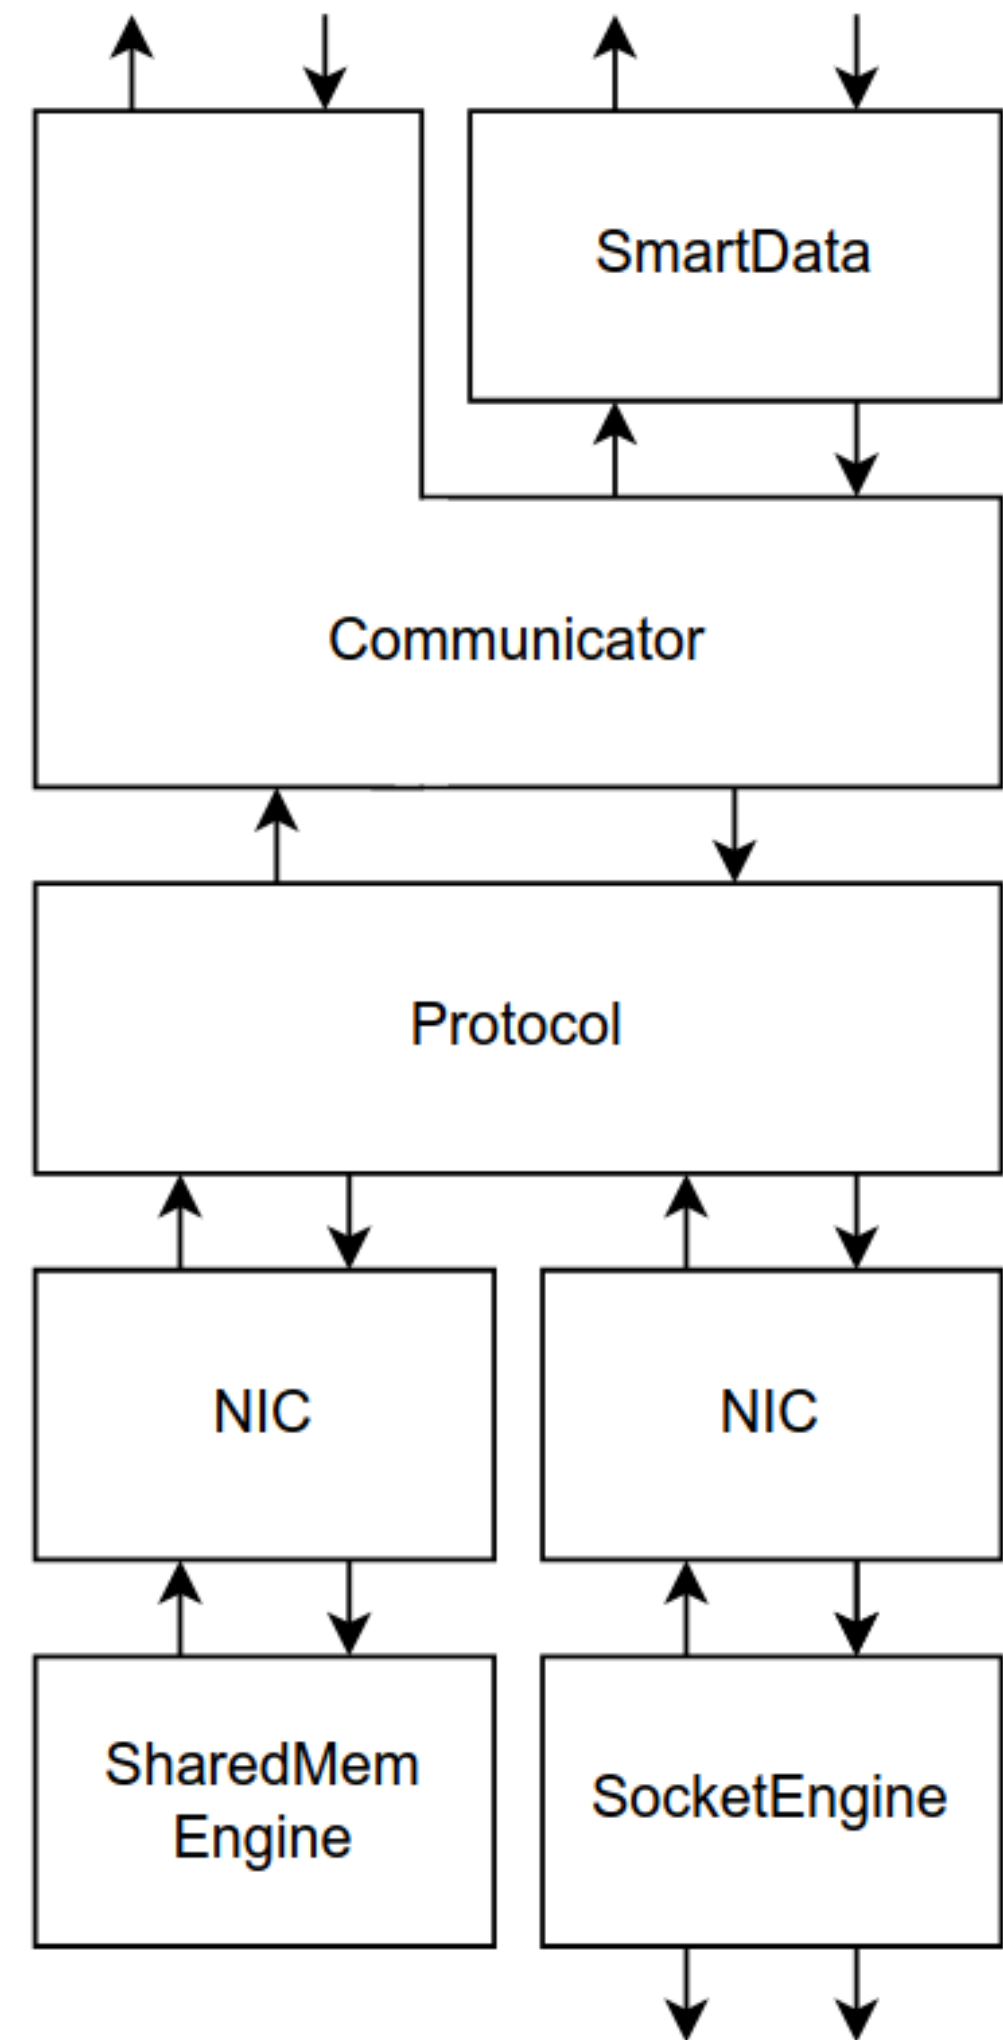 SmartData
Communicator
Protocol
NIC
NIC
SharedMem
Engine
SocketEngine